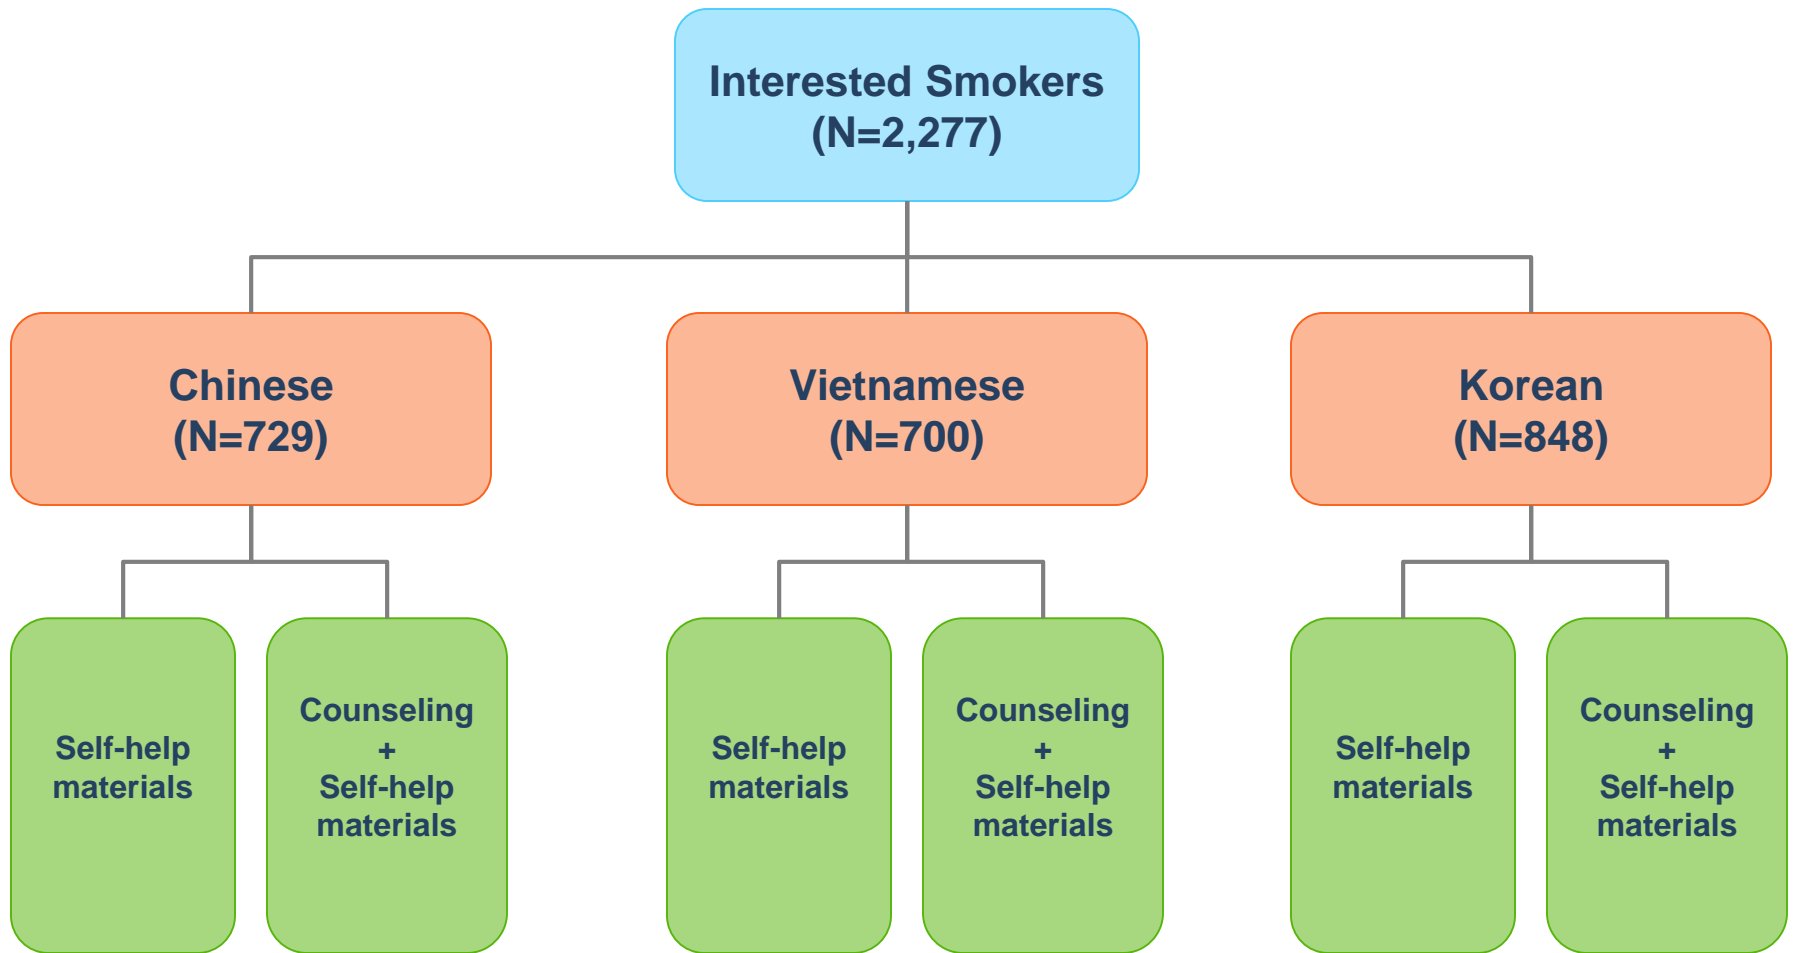 Interested Smokers
(N=2,277)
Chinese
(N=729)
Vietnamese
(N=700)
Korean
(N=848)
Self-help
materials
Counseling
+
Self-help
materials
Self-help
materials
Counseling
+
Self-help
materials
Self-help
materials
Counseling
+
Self-help
materials